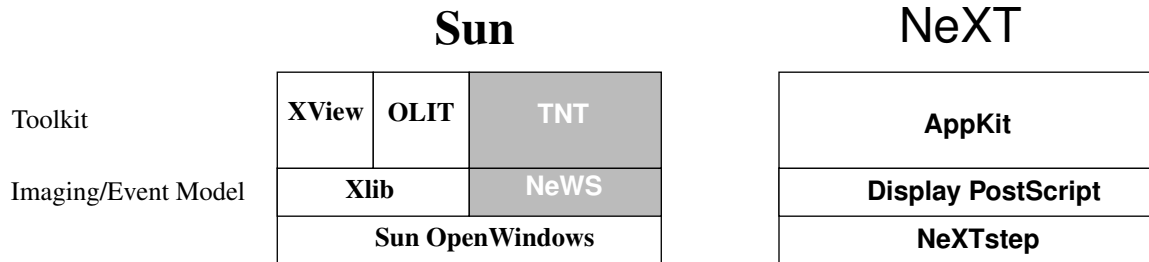 Sun NeXT
Toolkit XView OLIT TNT AppKit
Imaging/Event Model Xlib NeWS Display PostScript
Sun OpenWindows NeXTstep